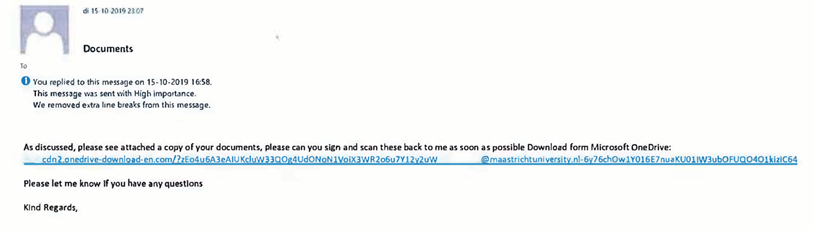 di 15-10-2019 23.07
Documents
To
You replied to this message on 15-10-2019 16:58.
This message was sent with High importance.
We removed extra line breaks from this message.
As discussed, please see attached a copy of your documents, please can you sign and scan these back to me as soon as possible Download form Microsoft OneDrive:
cdn2.onedrive-download-en.com/?zEo4u6A3eAIUKcluW33QOg4UdONoN1VoiX3WR2o6u7Y12y2uW @maastrichtuniversity.nl-6y76chOw1Y016E7nuaKU01IW3ubOFUQO4O1kizIC64
Please let me know If you have any questions
Kind Regards,